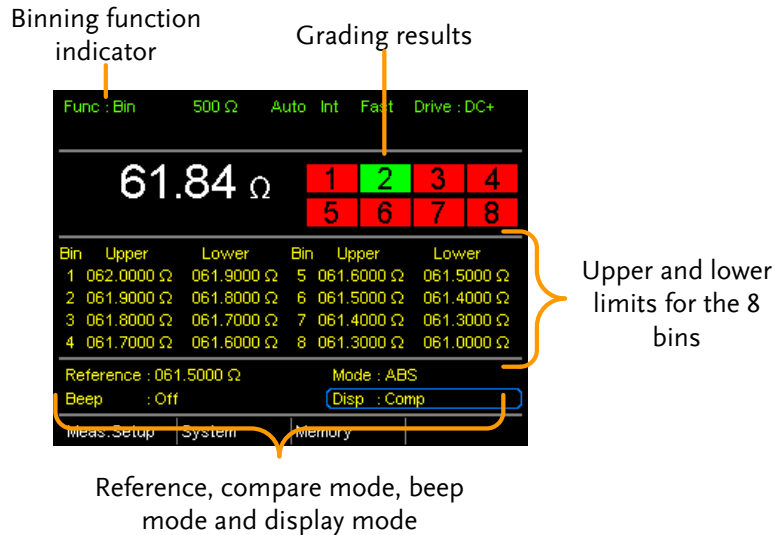 Binning function
indicator
Grading results
Func : Bin 500 Ω Auto Int Fast Drive : DC+
61.84 Ω
1 2 3 4
5 6 7 8
Bin Upper Lower Bin Upper Lower
1 062.0000 Ω 061.9000 Ω 5 061.6000 Ω 061.5000 Ω
2 061.9000 Ω 061.8000 Ω 6 061.5000 Ω 061.4000 Ω
3 061.8000 Ω 061.7000 Ω 7 061.4000 Ω 061.3000 Ω
4 061.7000 Ω 061.6000 Ω 8 061.3000 Ω 061.0000 Ω
Upper and lower
limits for the 8
bins
Reference : 061.5000 Ω Mode : ABS
Beep : Off Disp : Comp
Meas.Setup System Memory
Reference, compare mode, beep
mode and display mode